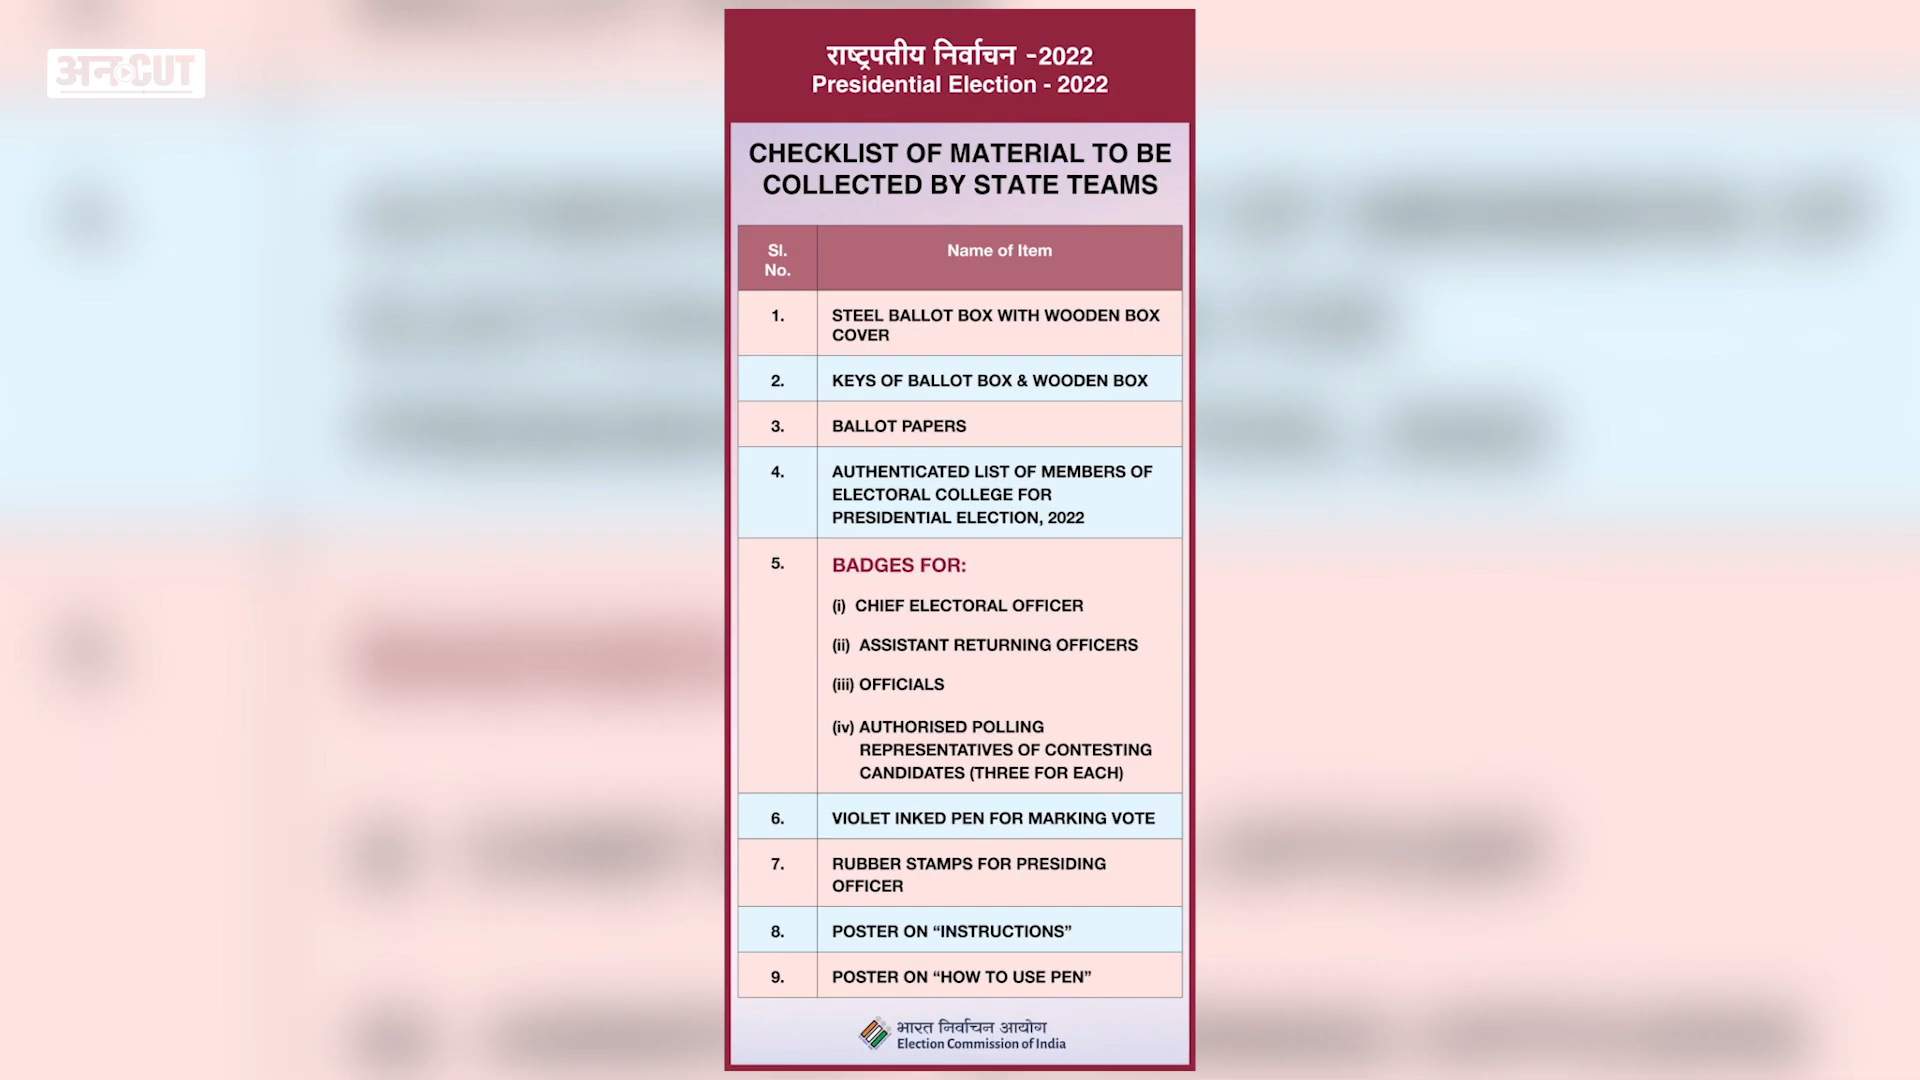 अनCUT
राष्ट्रपतीय निर्वाचन -2022
Presidential Election - 2022
CHECKLIST OF MATERIAL TO BE
COLLECTED BY STATE TEAMS
Sl.
No.
Name of Item
1.
STEEL BALLOT BOX WITH WOODEN BOX
COVER
2.
KEYS OF BALLOT BOX & WOODEN BOX
3.
BALLOT PAPERS
4.
AUTHENTICATED LIST OF MEMBERS OF
ELECTORAL COLLEGE FOR
PRESIDENTIAL ELECTION, 2022
5.
BADGES FOR:
(i) CHIEF ELECTORAL OFFICER
(ii) ASSISTANT RETURNING OFFICERS
(iii) OFFICIALS
(iv) AUTHORISED POLLING
REPRESENTATIVES OF CONTESTING
CANDIDATES (THREE FOR EACH)
6.
VIOLET INKED PEN FOR MARKING VOTE
7.
RUBBER STAMPS FOR PRESIDING
OFFICER
8.
POSTER ON “INSTRUCTIONS”
9.
POSTER ON “HOW TO USE PEN”
भारत निर्वाचन आयोग
Election Commission of India